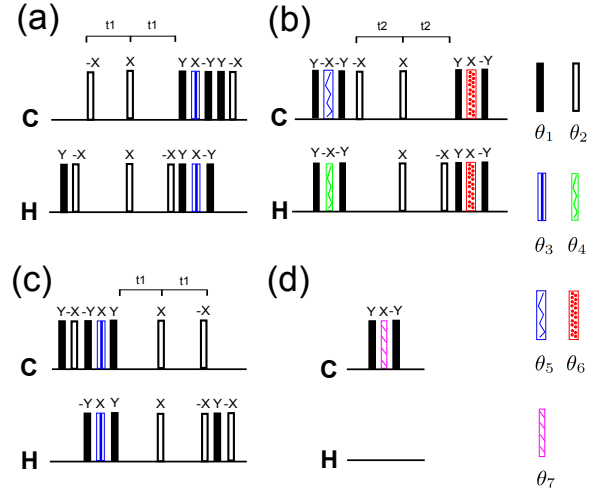 (a)
t1 t1
-X X Y X -Y Y -X
C
Y -X X -X Y X -Y
H
(b)
t2 t2
Y -X -Y -X X Y X -Y
C
Y -X -Y X -X Y X -Y
H
(c)
t1 t1
Y -X -Y X Y X -X
C
-Y X Y X -X Y -X
H
(d)
Y X -Y
C
H
θ1 θ2
θ3 θ4
θ5 θ6
θ7